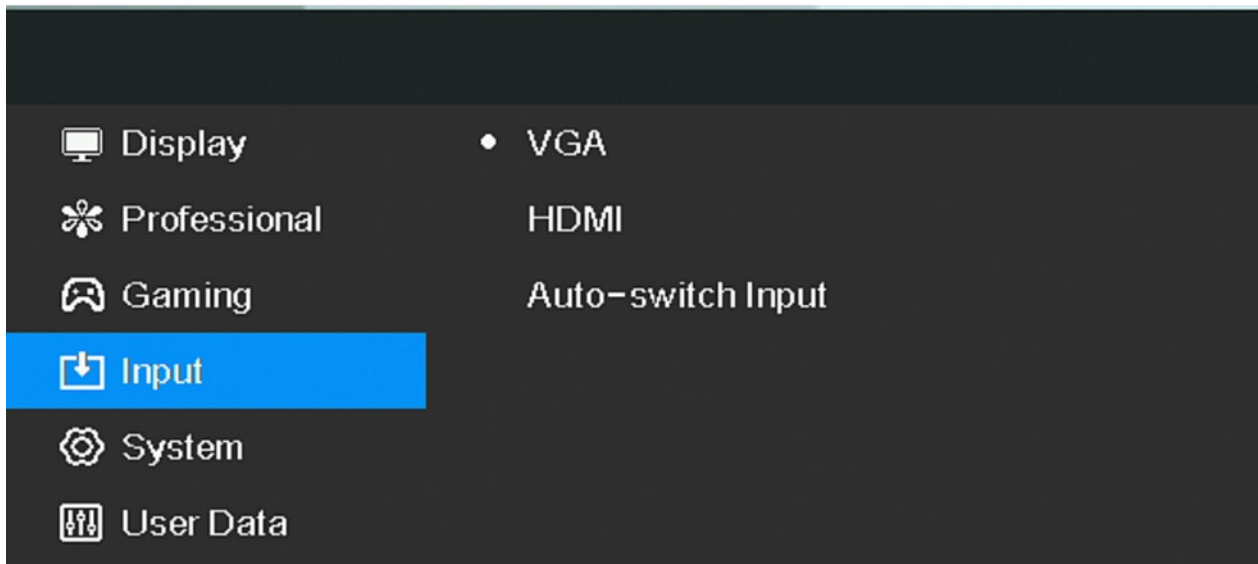 Display
Professional
Gaming
Input
System
User Data
VGA
HDMI
Auto-switch Input